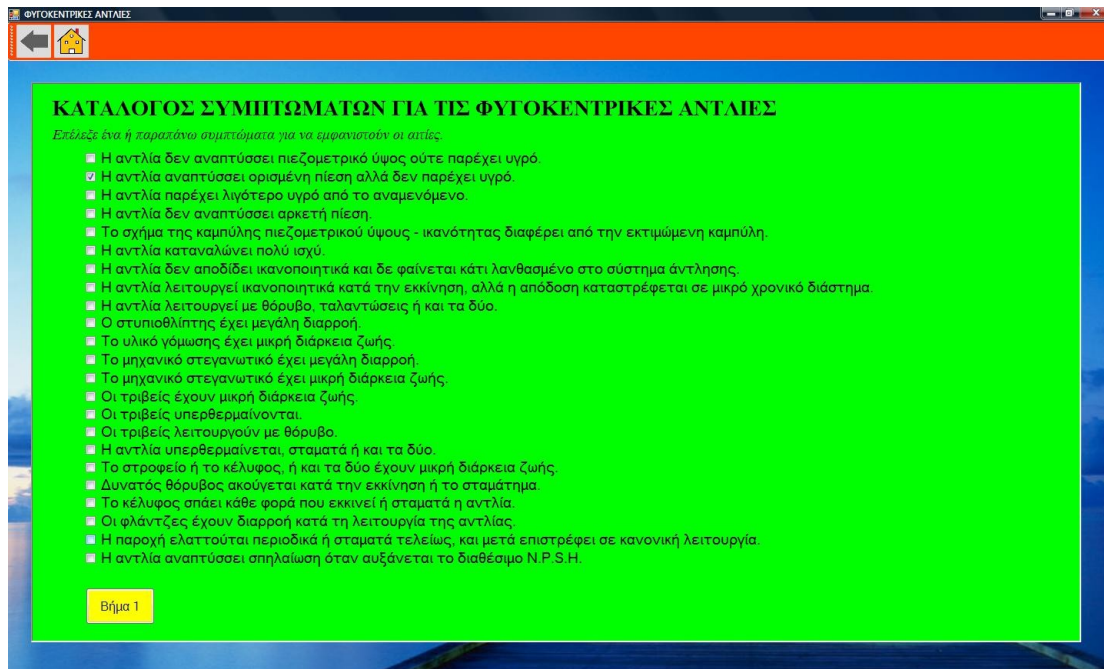 ΦΥΓΟΚΕΝΤΡΙΚΕΣ ΑΝΤΛΙΕΣ
ΚΑΤΑΛΟΓΟΣ ΣΥΜΠΤΩΜΑΤΩΝ ΓΙΑ ΤΙΣ ΦΥΓΟΚΕΝΤΡΙΚΕΣ ΑΝΤΛΙΕΣ
Επέλεξε ένα ή παραπάνω συμπτώματα για να εμφανιστούν οι αιτίες.
Η αντλία δεν αναπτύσσει πιεζομετρικό ύψος ούτε παρέχει υγρό.
Η αντλία αναπτύσσει ορισμένη πίεση αλλά δεν παρέχει υγρό.
Η αντλία παρέχει λιγότερο υγρό από το αναμενόμενο.
Η αντλία δεν αναπτύσσει αρκετή πίεση.
Το σχήμα της καμπύλης πιεζομετρικού ύψους - ικανότητας διαφέρει από την εκτιμώμενη καμπύλη.
Η αντλία καταναλώνει πολύ ισχύ.
Η αντλία δεν αποδίδει ικανοποιητικά και δε φαίνεται κάτι λανθασμένο στο σύστημα άντλησης.
Η αντλία λειτουργεί ικανοποιητικά κατά την εκκίνηση, αλλά η απόδοση καταστρέφεται σε μικρό χρονικό διάστημα.
Η αντλία λειτουργεί με θόρυβο, ταλαντώσεις ή και τα δύο.
Ο στυπιοθλίπτης έχει μεγάλη διαρροή.
Το υλικό γόμωσης έχει μικρή διάρκεια ζωής.
Το μηχανικό στεγανωτικό έχει μεγάλη διαρροή.
Το μηχανικό στεγανωτικό έχει μικρή διάρκεια ζωής.
Οι τριβείς έχουν μικρή διάρκεια ζωής.
Οι τριβείς υπερθερμαίνονται.
Οι τριβείς λειτουργούν με θόρυβο.
Η αντλία υπερθερμαίνεται, σταματά ή και τα δύο.
Το στροφείο ή το κέλυφος, ή και τα δύο έχουν μικρή διάρκεια ζωής.
Δυνατός θόρυβος ακούγεται κατά την εκκίνηση ή το σταμάτημα.
Το κέλυφος σπάει κάθε φορά που εκκινεί ή σταματά η αντλία.
Οι φλάντζες έχουν διαρροή κατά τη λειτουργία της αντλίας.
Η παροχή ελαττούται περιοδικά ή σταματά τελείως, και μετά επιστρέφει σε κανονική λειτουργία.
Η αντλία αναπτύσσει σπηλαίωση όταν αυξάνεται το διαθέσιμο N.P.S.H.
Βήμα 1